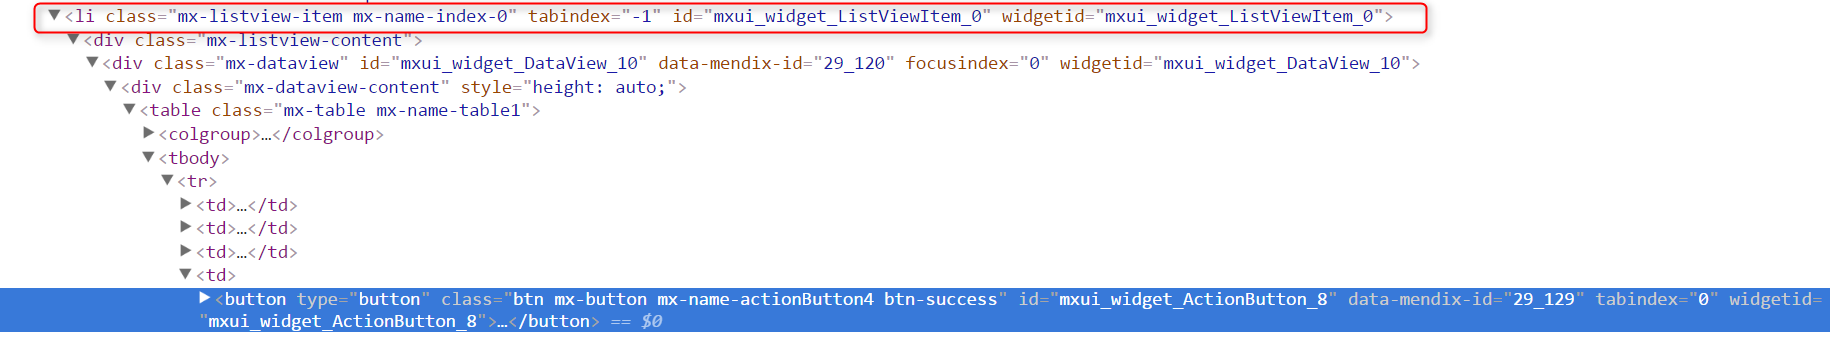 <li class="mx-listview-item mx-name-index-0" tabindex="-1" id="mxui_widget_ListViewItem_0" widgetid="mxui_widget_ListViewItem_0">
<div class="mx-listview-content">
<div class="mx-dataview" id="mxui_widget_DataView_10" data-mendix-id="29_120" focusindex="0" widgetid="mxui_widget_DataView_10">
<div class="mx-dataview-content" style="height: auto;">
<table class="mx-table mx-name-table1">
<colgroup>…</colgroup>
<tbody>
<tr>
<td>…</td>
<td>…</td>
<td>…</td>
<td>
<button type="button" class="btn mx-button mx-name-actionButton4 btn-success" id="mxui_widget_ActionButton_8" data-mendix-id="29_129" tabindex="0" widgetid=
"mxui_widget_ActionButton_8">…</button> == $0